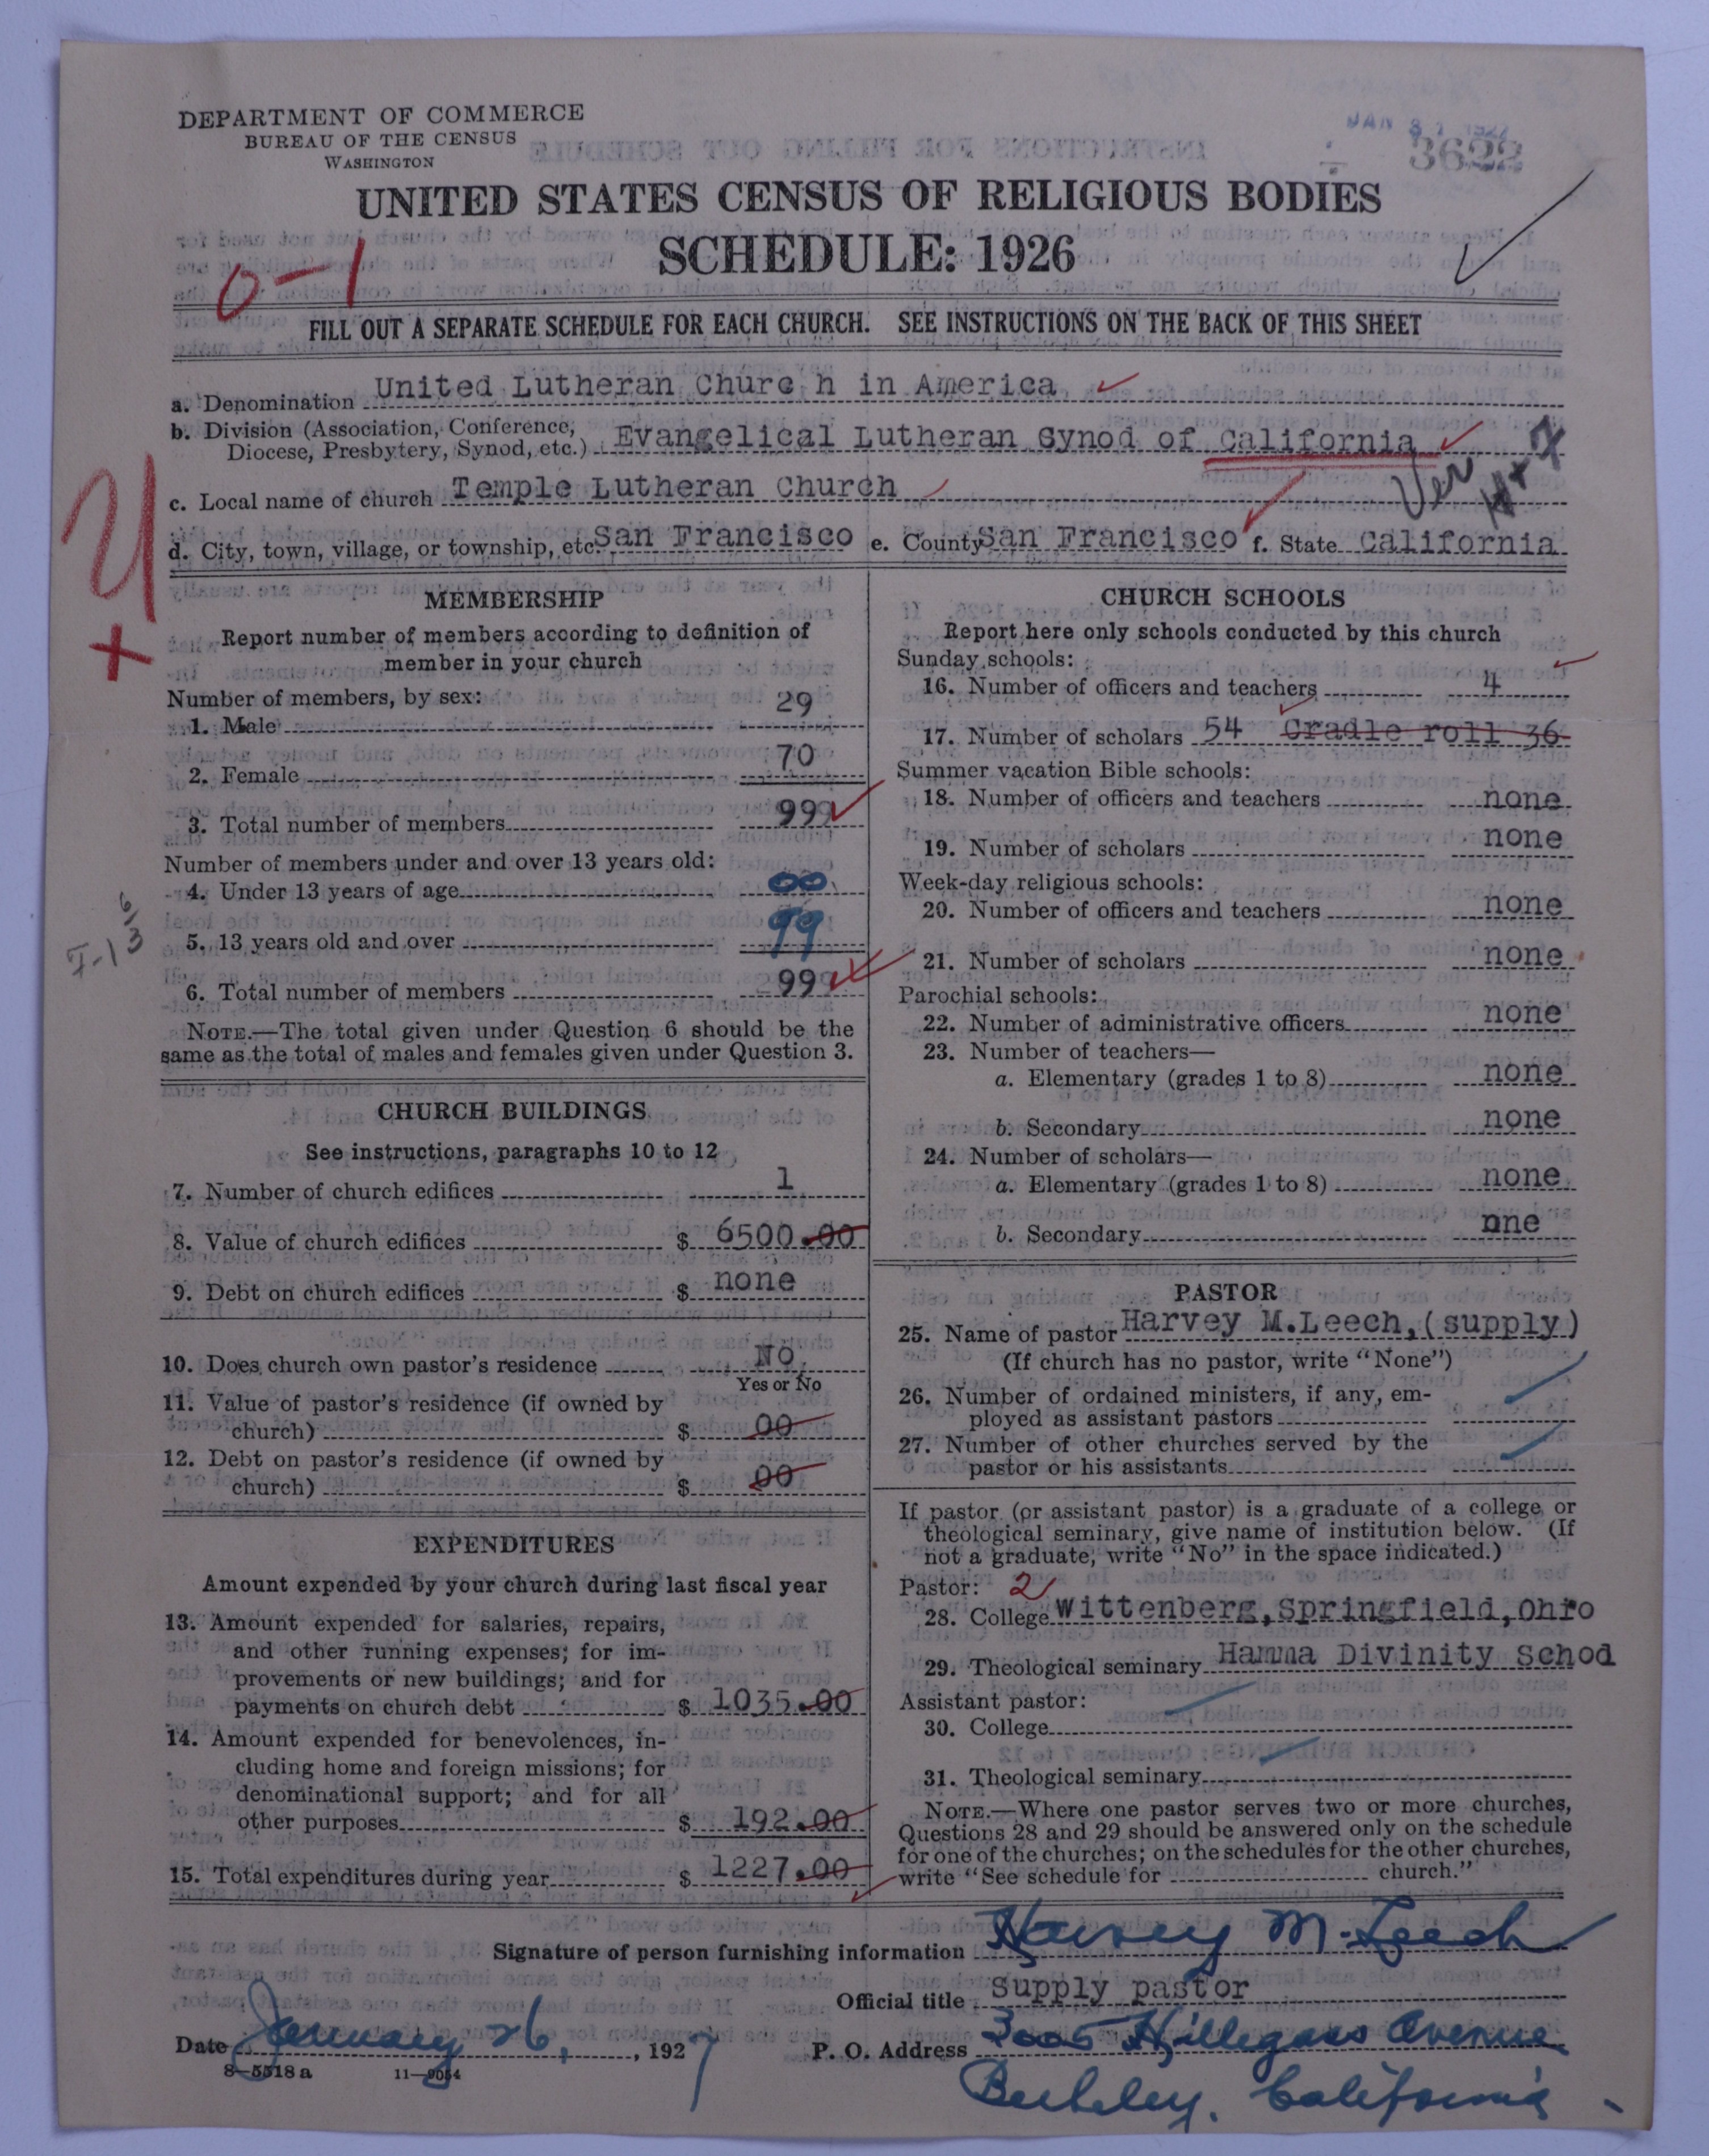 DEPARTMENT OF COMMERCE
BUREAU OF THE CENSUS
WASHINGTON
JAN 31 1927
3622
UNITED STATES CENSUS OF RELIGIOUS BODIES
SCHEDULE: 1926
0-1
FILL OUT A SEPARATE SCHEDULE FOR EACH CHURCH. SEE INSTRUCTIONS ON THE BACK OF THIS SHEET
a. Denomination United Lutheran Churc h in America
b. Division (Association, Conference, Diocese, Presbytery, Synod, etc.) Evangelical Lutheran Synod of California
c. Local name of church Temple Lutheran Church
Ver
d. City, town, village, or township, etc. San Francisco e. County San Francisco f. State California
MEMBERSHIP
Report number of members according to definition of
member in your church
Number of members, by sex:
1. Male 29
2. Female 70
3. Total number of members 999
Number of members under and over 13 years old:
4. Under 13 years of age 00
5. 13 years old and over 99
6. Total number of members 999
NOTE.—The total given under Question 6 should be the
same as the total of males and females given under Question 3.
CHURCH BUILDINGS
See instructions, paragraphs 10 to 12
7. Number of church edifices 1
8. Value of church edifices $ 6500.00
9. Debt on church edifices $ none
10. Does church own pastor's residence No
Yes or No
11. Value of pastor's residence (if owned by
church) $ 00
12. Debt on pastor's residence (if owned by
church) $ 00
EXPENDITURES
Amount expended by your church during last fiscal year
13. Amount expended for salaries, repairs,
and other running expenses; for im-
provements or new buildings; and for
payments on church debt $ 1035.00
14. Amount expended for benevolences, in-
cluding home and foreign missions; for
denominational support; and for all
other purposes $ 192.00
15. Total expenditures during year $ 1227.00
CHURCH SCHOOLS
Report here only schools conducted by this church
Sunday schools:
16. Number of officers and teachers 4
17. Number of scholars 54 Cradle roll 36
Summer vacation Bible schools:
18. Number of officers and teachers none
19. Number of scholars none
Week-day religious schools:
20. Number of officers and teachers none
21. Number of scholars none
Parochial schools:
22. Number of administrative officers none
23. Number of teachers—
a. Elementary (grades 1 to 8) none
b. Secondary none
24. Number of scholars—
a. Elementary (grades 1 to 8) none
b. Secondary nne
PASTOR
25. Name of pastor Harvey M.Leech,(supply)
(If church has no pastor, write "None")
26. Number of ordained ministers, if any, em-
ployed as assistant pastors
27. Number of other churches served by the
pastor or his assistants
If pastor (or assistant pastor) is a graduate of a college or
theological seminary, give name of institution below. (If
not a graduate, write "No" in the space indicated.)
Pastor: 2
28. College Wittenberg,Springfield,Ohio
29. Theological seminary Hamma Divinity Schod
Assistant pastor:
30. College
31. Theological seminary
NOTE.—Where one pastor serves two or more churches,
Questions 28 and 29 should be answered only on the schedule
for one of the churches; on the schedules for the other churches,
write "See schedule for church."
Signature of person furnishing information Harvey M. Leech
Official title Supply pastor
Date January 26, 1927 P. O. Address 3005 Hillegass Avenue
8—5518 a 11—9054
Berkeley, California